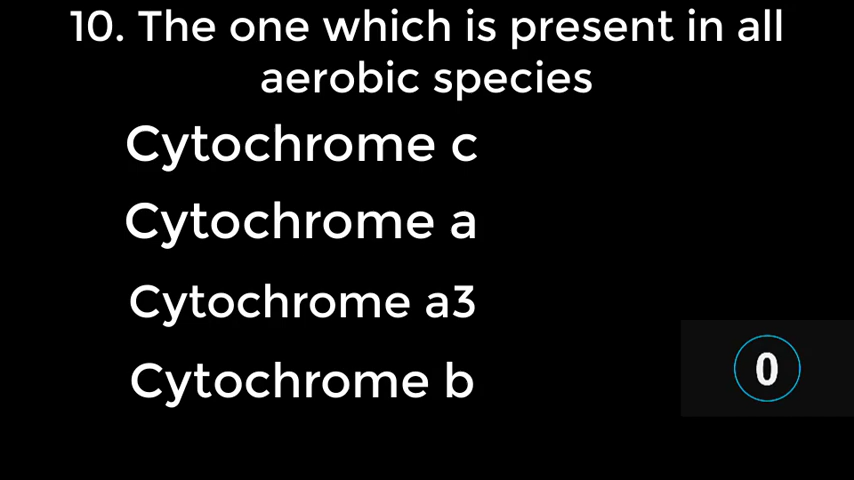 10. The one which is present in all
aerobic species
Cytochrome c
Cytochrome a
Cytochrome a3
Cytochrome b
0